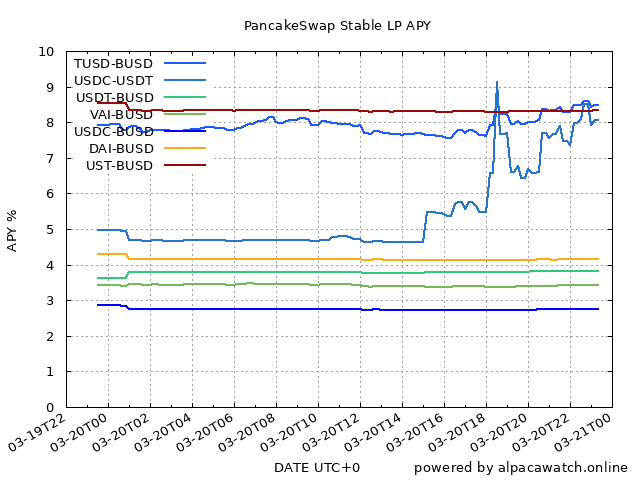 PancakeSwap Stable LP APY
APY %
10
9
8
7
6
5
4
3
2
1
0
TUSD-BUSD
USDC-USDT
USDT-BUSD
VAI-BUSD
USDC-BUSD
DAI-BUSD
UST-BUSD
03-19T22
03-20T00
03-20T02
03-20T04
03-20T06
03-20T08
03-20T10
03-20T12
03-20T14
03-20T16
03-20T18
03-20T20
03-20T22
03-21T00
DATE UTC+0
powered by alpacawatch.online